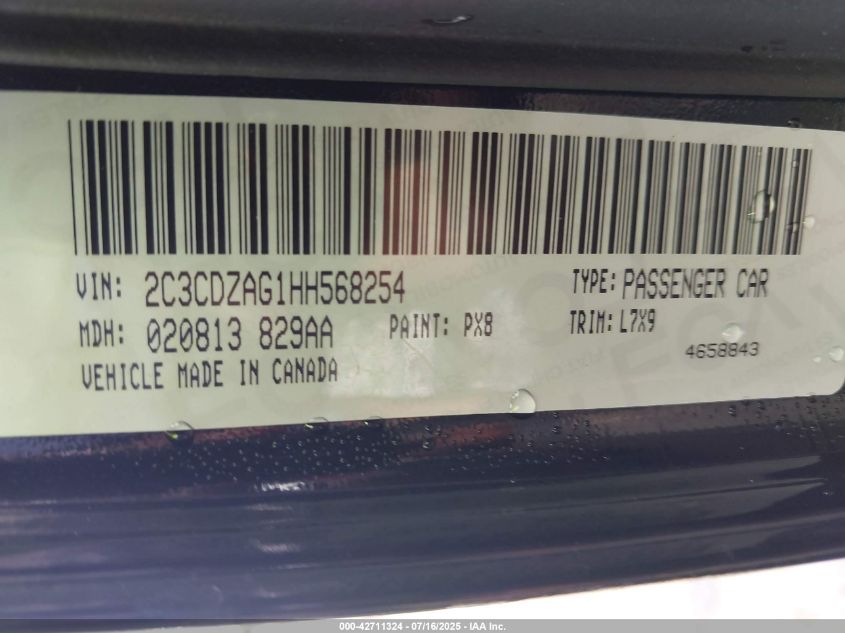 VIN: 2C3CDZAG1HH568254 TYPE: PASSENGER CAR
MDH: 020813 829AA PAINT: PX8 TRIM: L7X9
VEHICLE MADE IN CANADA 4658843
000-42711324 - 07/16/2025 - IAA Inc.